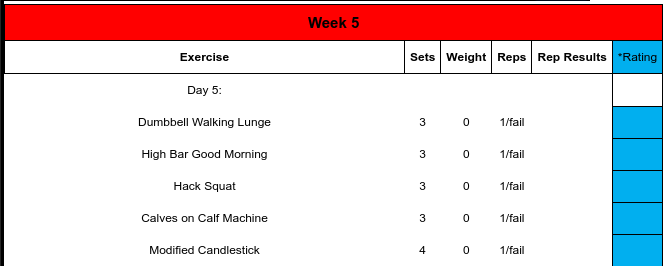 Week 5
Exercise Sets Weight Reps Rep Results *Rating
Day 5:
Dumbbell Walking Lunge 3 0 1/fail
High Bar Good Morning 3 0 1/fail
Hack Squat 3 0 1/fail
Calves on Calf Machine 3 0 1/fail
Modified Candlestick 4 0 1/fail